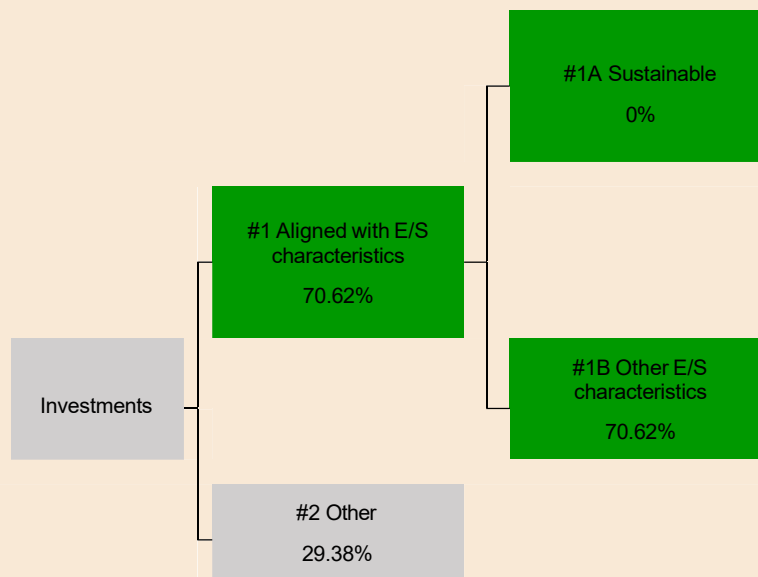 #1A Sustainable
0%
#1 Aligned with E/S
characteristics
70.62%
#1B Other E/S
characteristics
70.62%
Investments
#2 Other
29.38%